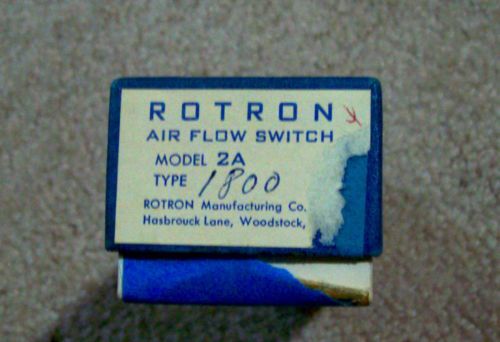 ROTRON
AIR FLOW SWITCH
MODEL 2A
TYPE 1800
ROTRON Manufacturing Co.
Hasbrouck Lane, Woodstock,